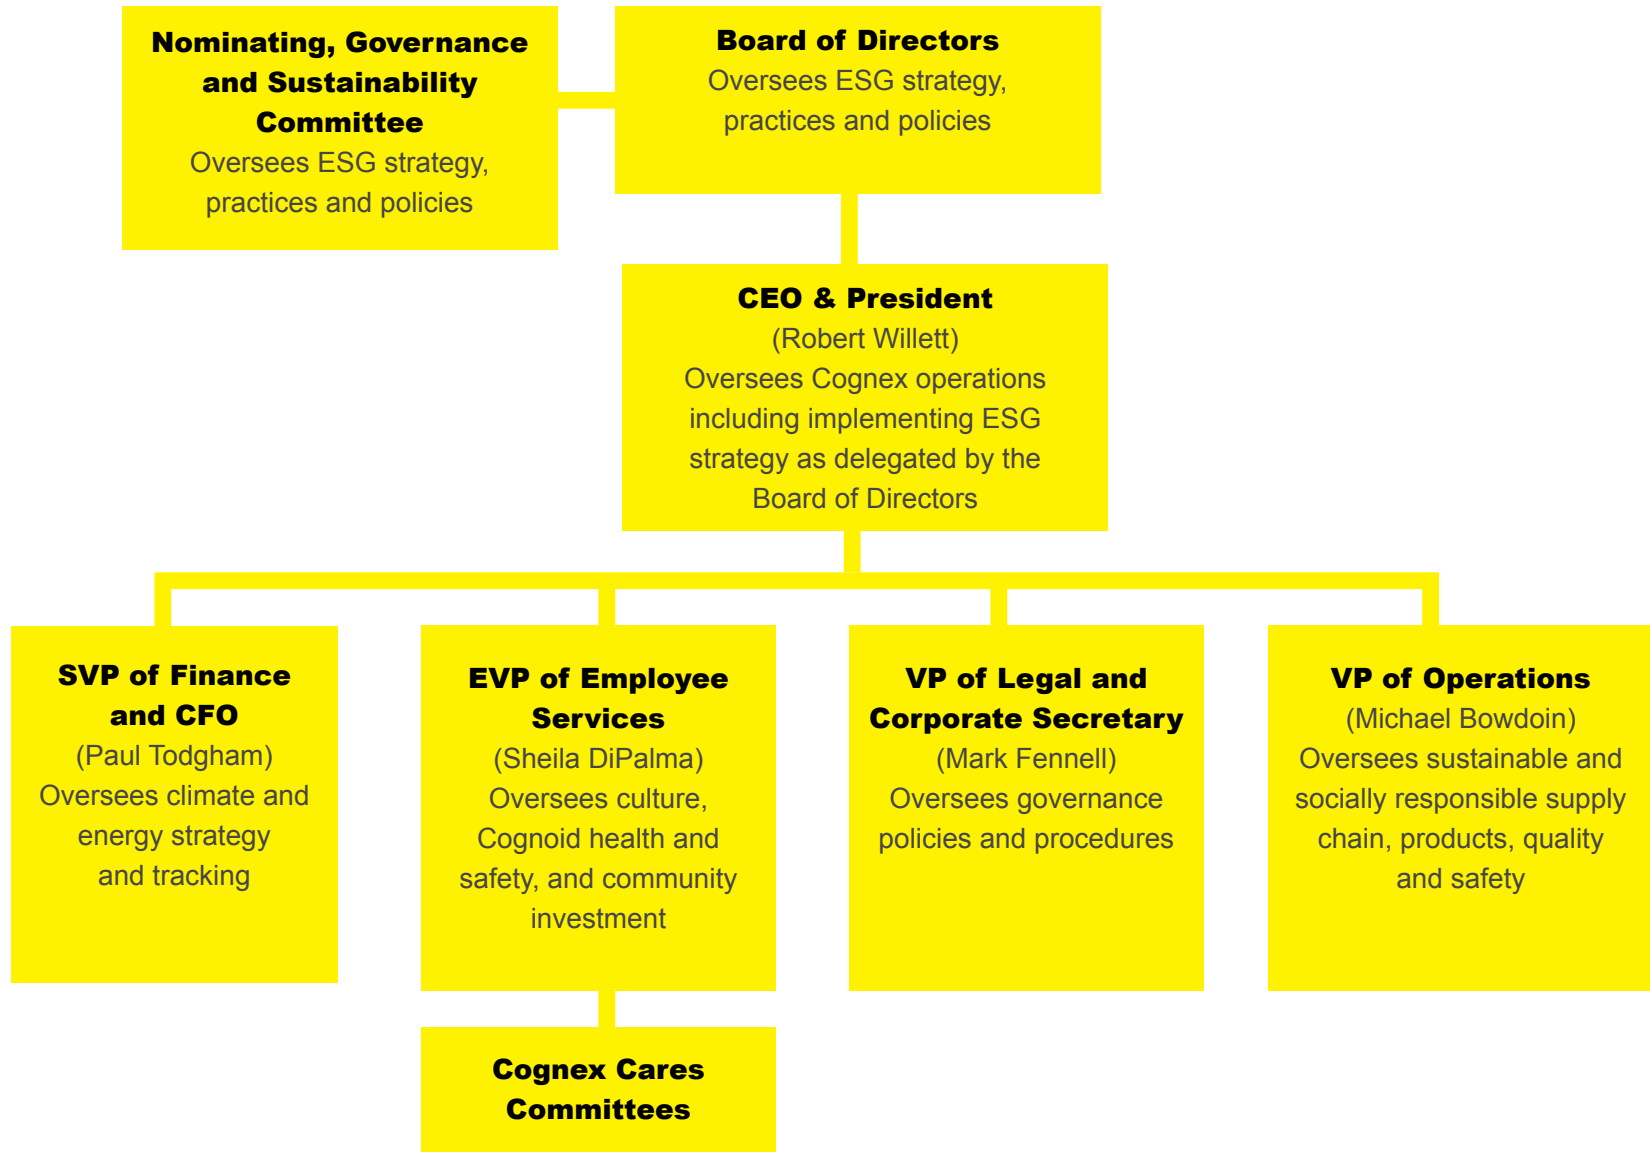 Nominating, Governance
and Sustainability
Committee
Oversees ESG strategy,
practices and policies
Board of Directors
Oversees ESG strategy,
practices and policies
CEO & President
(Robert Willett)
Oversees Cognex operations
including implementing ESG
strategy as delegated by the
Board of Directors
SVP of Finance
and CFO
(Paul Todgham)
Oversees climate and
energy strategy
and tracking
EVP of Employee
Services
(Sheila DiPalma)
Oversees culture,
Cognoid health and
safety, and community
investment
VP of Legal and
Corporate Secretary
(Mark Fennell)
Oversees governance
policies and procedures
VP of Operations
(Michael Bowdoin)
Oversees sustainable and
socially responsible supply
chain, products, quality
and safety
Cognex Cares
Committees